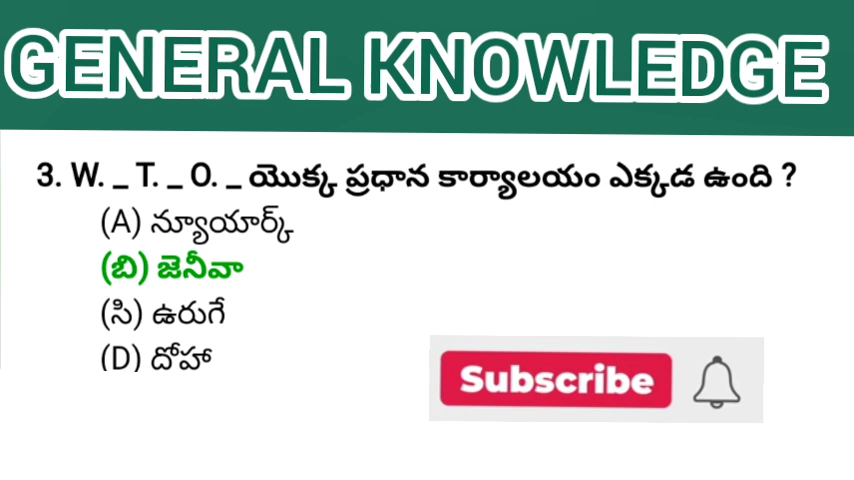 GENERAL KNOWLEDGE
3. W. _ T. _ O. _ యొక్క ప్రధాన కార్యాలయం ఎక్కడ ఉంది ?
(A) న్యూయార్క్
(బి) జెనీవా
(సి) ఉరుగే
(D) దోహా
Subscribe